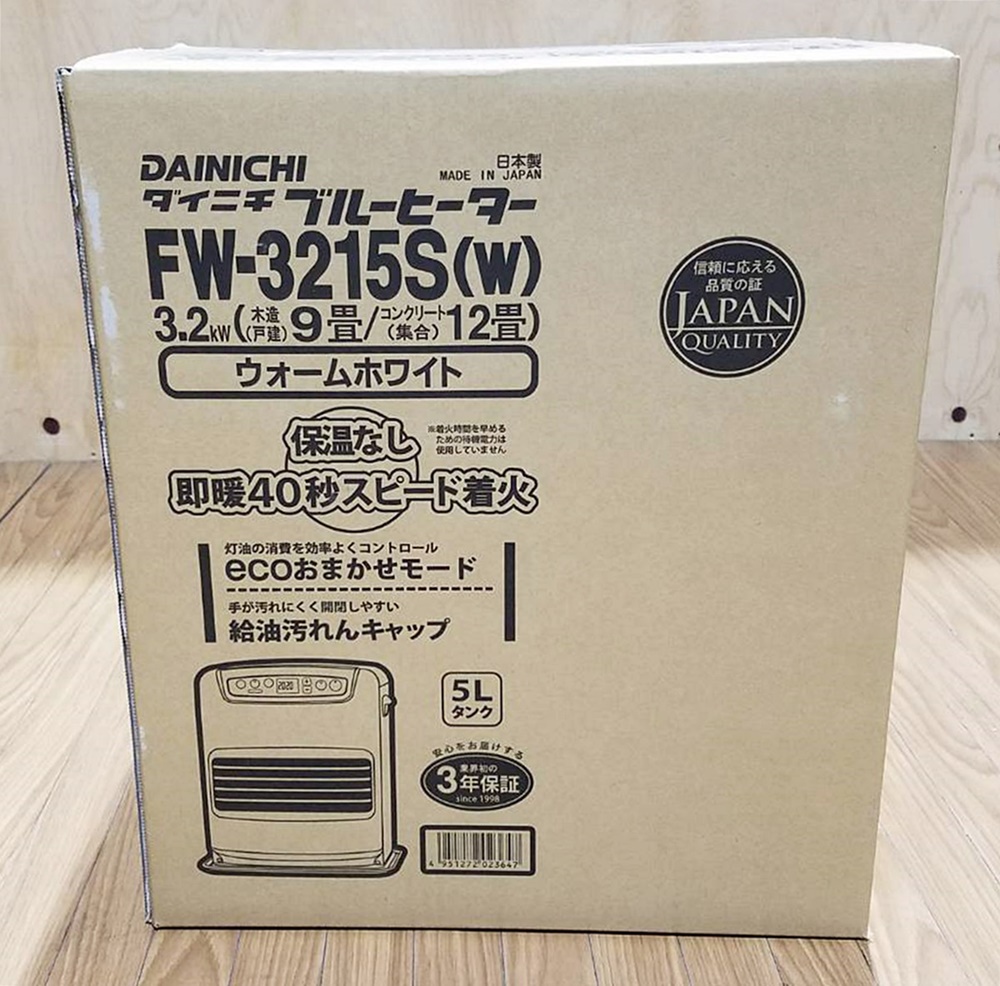 DAINICHI
日本製
MADE IN JAPAN
ダイニチ ブルーヒーター
FW-3215S(W)
3.2kW(木造(戸建)9畳/コンクリート(集合)12畳)
ウォームホワイト
保温なし
※着火時間を早める
ための待機電力は
使用していません
即暖40秒スピード着火
灯油の消費を効率よくコントロール
ecoおまかせモード
手が汚れにくく開閉しやすい
給油汚れんキャップ
2020
5L
タンク
安心をお届けする
業界初の
3年保証
since 1998
4 951272 023647
信頼に応える
品質の証
JAPAN
QUALITY